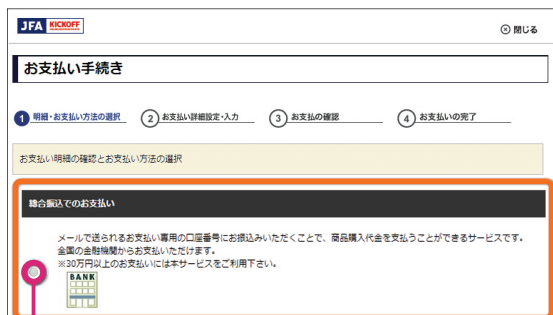 JFA KICKOFF
⊗ 閉じる
お支払い手続き
1 明細・お支払い方法の選択 2 お支払い詳細設定・入力 3 お支払の確認 4 お支払いの完了
お支払い明細の確認とお支払い方法の選択
総合振込でのお支払い
メールで送られるお支払い専用の口座番号にお振込みいただくことで、商品購入代金を支払うことができるサービスです。
全国の金融機関からお支払いただけます。
※30万円以上のお支払いには本サービスをご利用下さい。
BANK